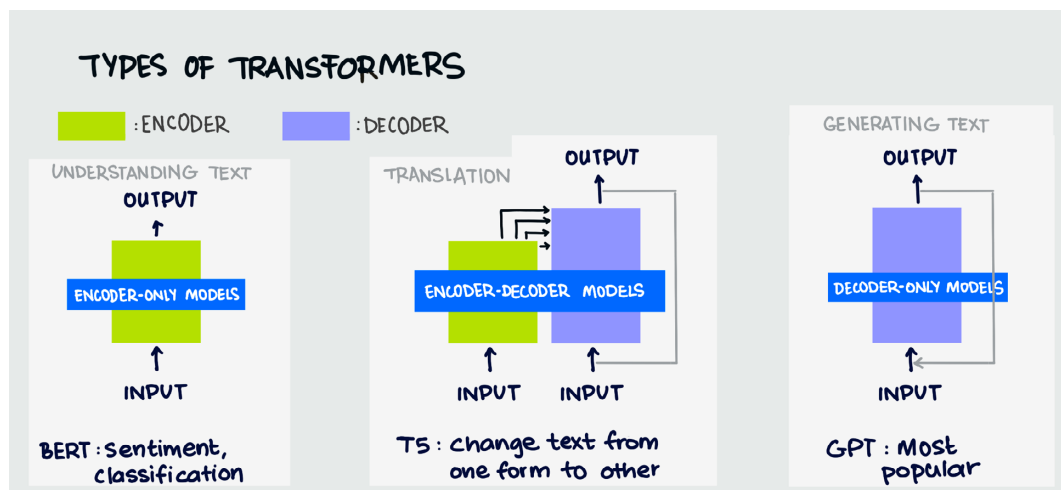 TYPES OF TRANSFORMERS
: ENCODER
: DECODER
UNDERSTANDING TEXT
OUTPUT
ENCODER-ONLY MODELS
INPUT
BERT : Sentiment,
classification
TRANSLATION
OUTPUT
ENCODER-DECODER MODELS
INPUT INPUT
T5 : Change text from
one form to other
GENERATING TEXT
OUTPUT
DECODER-ONLY MODELS
INPUT
GPT : Most
popular